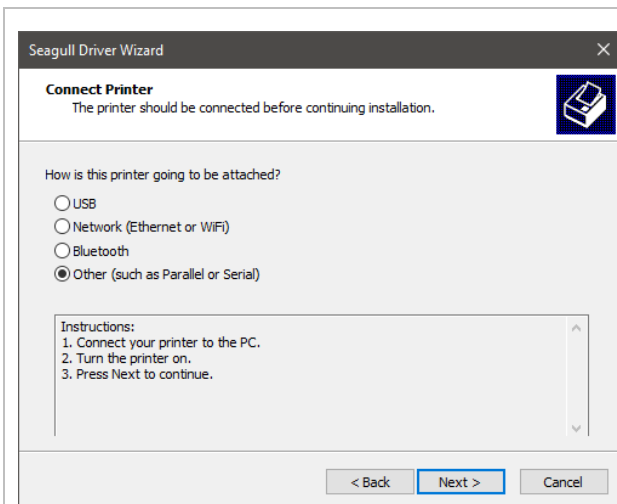 Seagull Driver Wizard
Connect Printer
The printer should be connected before continuing installation.
How is this printer going to be attached?
USB
Network (Ethernet or WiFi)
Bluetooth
Other (such as Parallel or Serial)
Instructions:
1. Connect your printer to the PC.
2. Turn the printer on.
3. Press Next to continue.
< Back Next > Cancel